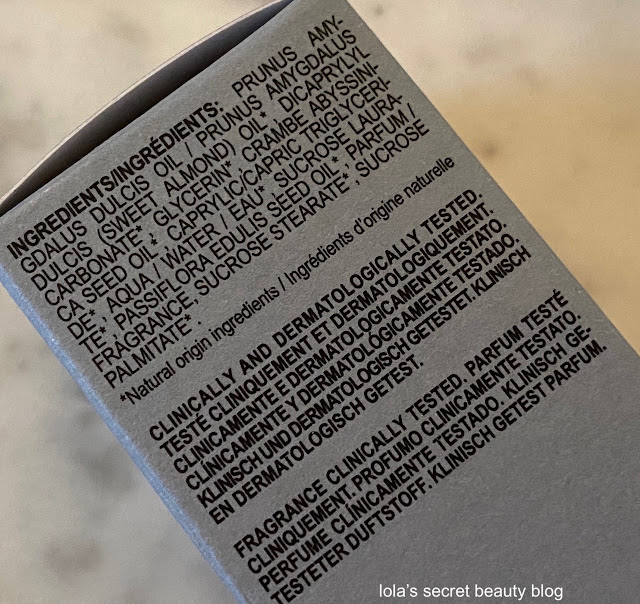 INGREDIENTS/INGRÉDIENTS: PRUNUS AMY-
GDALUS DULCIS OIL / PRUNUS AMYGDALUS
DULCIS (SWEET ALMOND) OIL*, DICAPRYLYL
CARBONATE*, GLYCERIN*, CRAMBE ABYSSINI-
CA SEED OIL*, CAPRYLIC/CAPRIC TRIGLYCERI-
DE*, AQUA / WATER / EAU*, SUCROSE LAURA-
TE*, PASSIFLORA EDULIS SEED OIL*, PARFUM /
FRAGRANCE, SUCROSE STEARATE*, SUCROSE
PALMITATE*.
*Natural origin ingredients / Ingrédients d'origine naturelle
CLINICALLY AND DERMATOLOGICALLY TESTED.
TESTÉ CLINIQUEMENT ET DERMATOLOGIQUEMENT.
CLINICAMENTE E DERMATOLOGICAMENTE TESTATO.
CLÍNICAMENTE Y DERMATOLÓGICAMENTE TESTADO.
KLINISCH UND DERMATOLOGISCH GETESTET. KLINISCH
EN DERMATOLOGISCH GETEST.
FRAGRANCE CLINICALLY TESTED. PARFUM TESTÉ
CLINIQUEMENT. PROFUMO CLINICAMENTE TESTATO.
PERFUME CLÍNICAMENTE TESTADO. KLINISCH GE-
TESTETER DUFTSTOFF. KLINISCH GETEST PARFUM.
lola's secret beauty blog